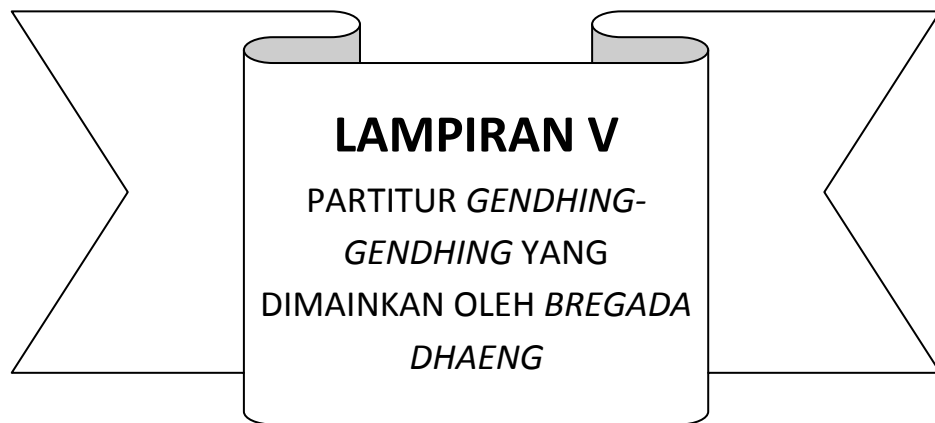 LAMPIRAN V
PARTITUR GENDHING-
GENDHING YANG
DIMAINKAN OLEH BREGADA
DHAENG